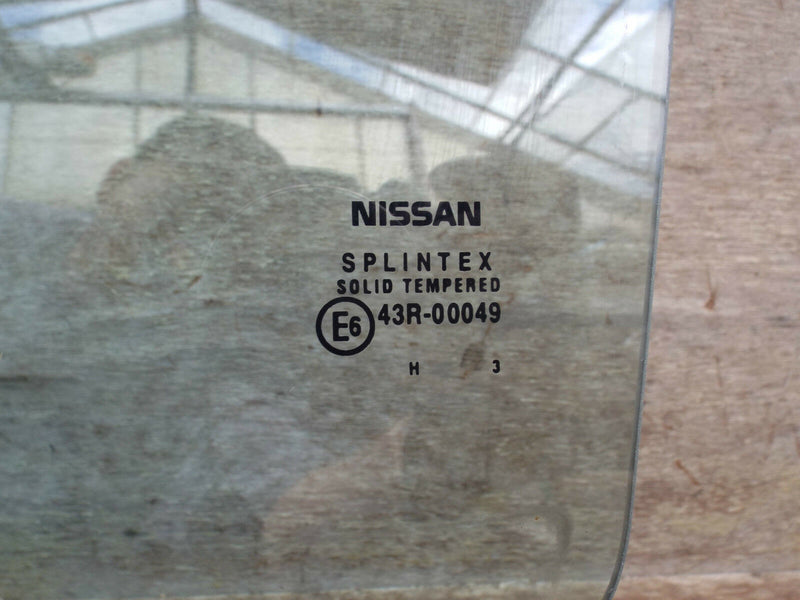 NISSAN
SPLINTEX
SOLID TEMPERED
E6 43R-00049
H 3